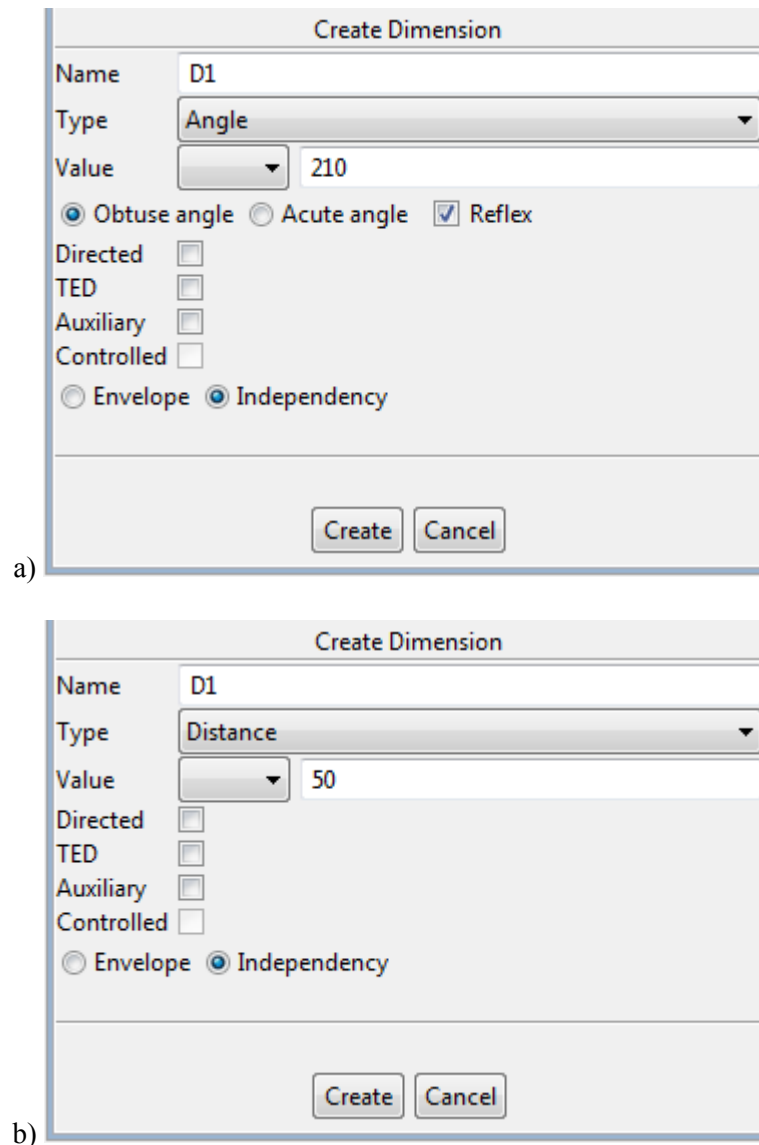 Create Dimension
Name D1
Type Angle
Value 210
Obtuse angle Acute angle Reflex
Directed
TED
Auxiliary
Controlled
Envelope Independency
Create Cancel
a)
Create Dimension
Name D1
Type Distance
Value 50
Directed
TED
Auxiliary
Controlled
Envelope Independency
Create Cancel
b)